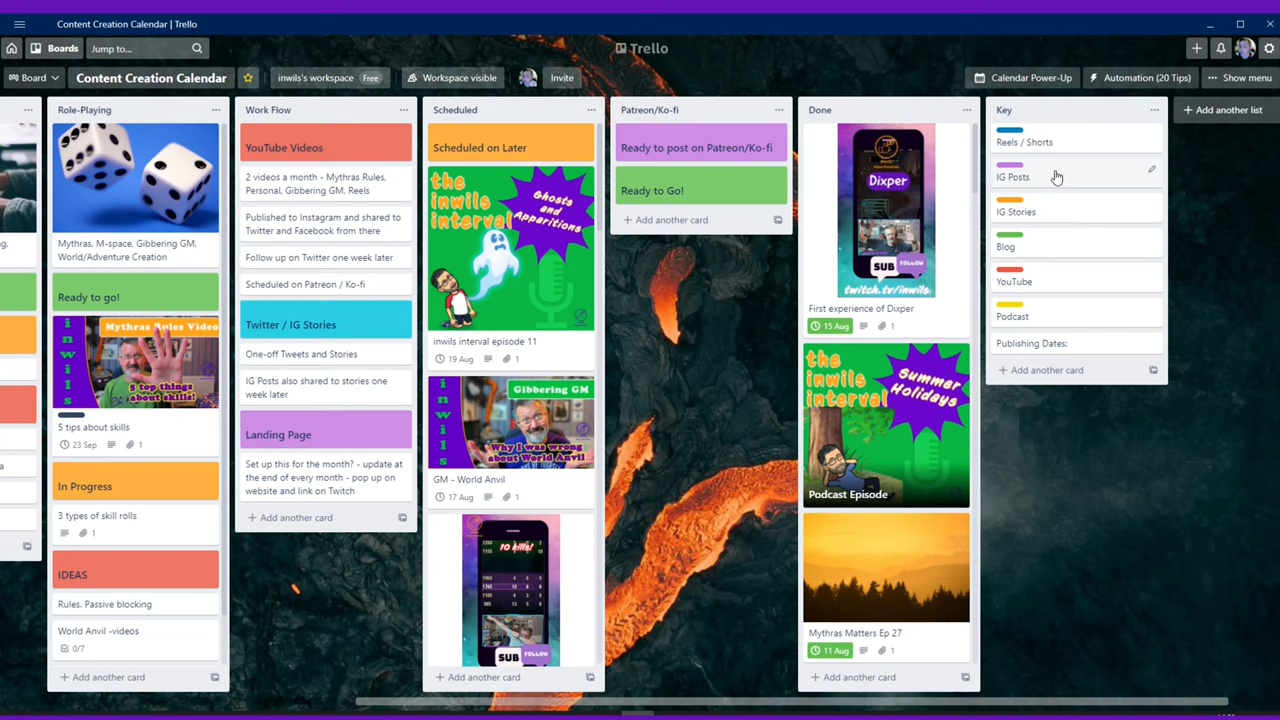 Content Creation Calendar | Trello
Boards
Jump to...
Trello
Board
Content Creation Calendar
inwils's workspace Free
Workspace visible
Invite
Calendar Power-Up
Automation (20 Tips)
Show menu
Role-Playing
Mythras, M-space, Gibbering GM,
World/Adventure Creation
Ready to go!
inwils
Mythras Rules Video
5 top things
about skills!
5 tips about skills
23 Sep
1
In Progress
3 types of skill rolls
1
IDEAS
Rules. Passive blocking
World Anvil -videos
0/7
Add another card
Work Flow
YouTube Videos
2 videos a month - Mythras Rules,
Personal, Gibbering GM, Reels
Published to Instagram and shared to
Twitter and Facebook from there
Follow up on Twitter one week later
Scheduled on Patreon / Ko-fi
Twitter / IG Stories
One-off Tweets and Stories
IG Posts also shared to stories one
week later
Landing Page
Set up this for the month? - update at
the end of every month - pop up on
website and link on Twitch
Add another card
Scheduled
Scheduled on Later
the
inwils
interval
Ghosts
and
Apparitions
inwils interval episode 11
19 Aug
1
inwils
Gibbering GM
Why I was wrong
about World Anvil
GM - World Anvil
17 Aug
1
10 kills!
SUB
FOLLOW
Add another card
Patreon/Ko-fi
Ready to post on Patreon/Ko-fi
Ready to Go!
Add another card
Done
Dixper
SUB
FOLLOW
twitch.tv/inwils
First experience of Dixper
15 Aug
1
the
inwils
interval
Summer
Holidays
Podcast Episode
Mythras Matters Ep 27
11 Aug
1
Add another card
Key
Reels / Shorts
IG Posts
IG Stories
Blog
YouTube
Podcast
Publishing Dates:
Add another card
Add another list